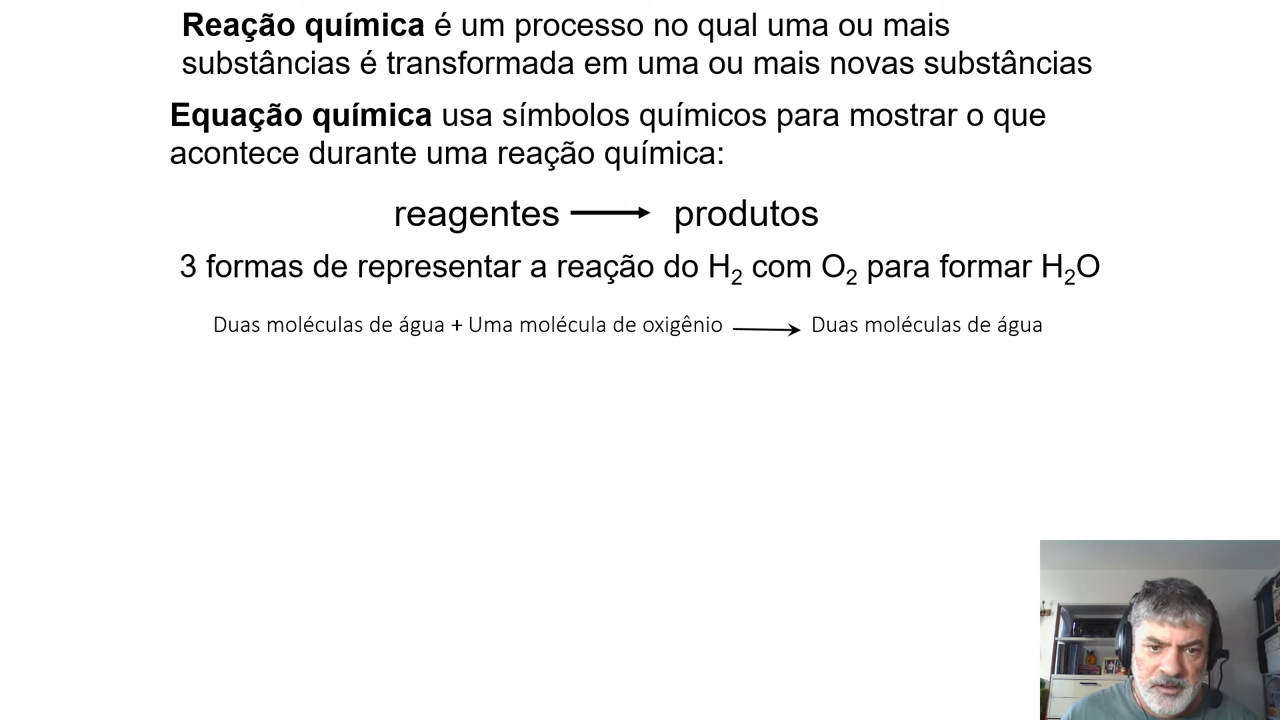 Reação química é um processo no qual uma ou mais
substâncias é transformada em uma ou mais novas substâncias
Equação química usa símbolos químicos para mostrar o que
acontece durante uma reação química:
reagentes → produtos
3 formas de representar a reação do H₂ com O₂ para formar H₂O
Duas moléculas de água + Uma molécula de oxigênio → Duas moléculas de água